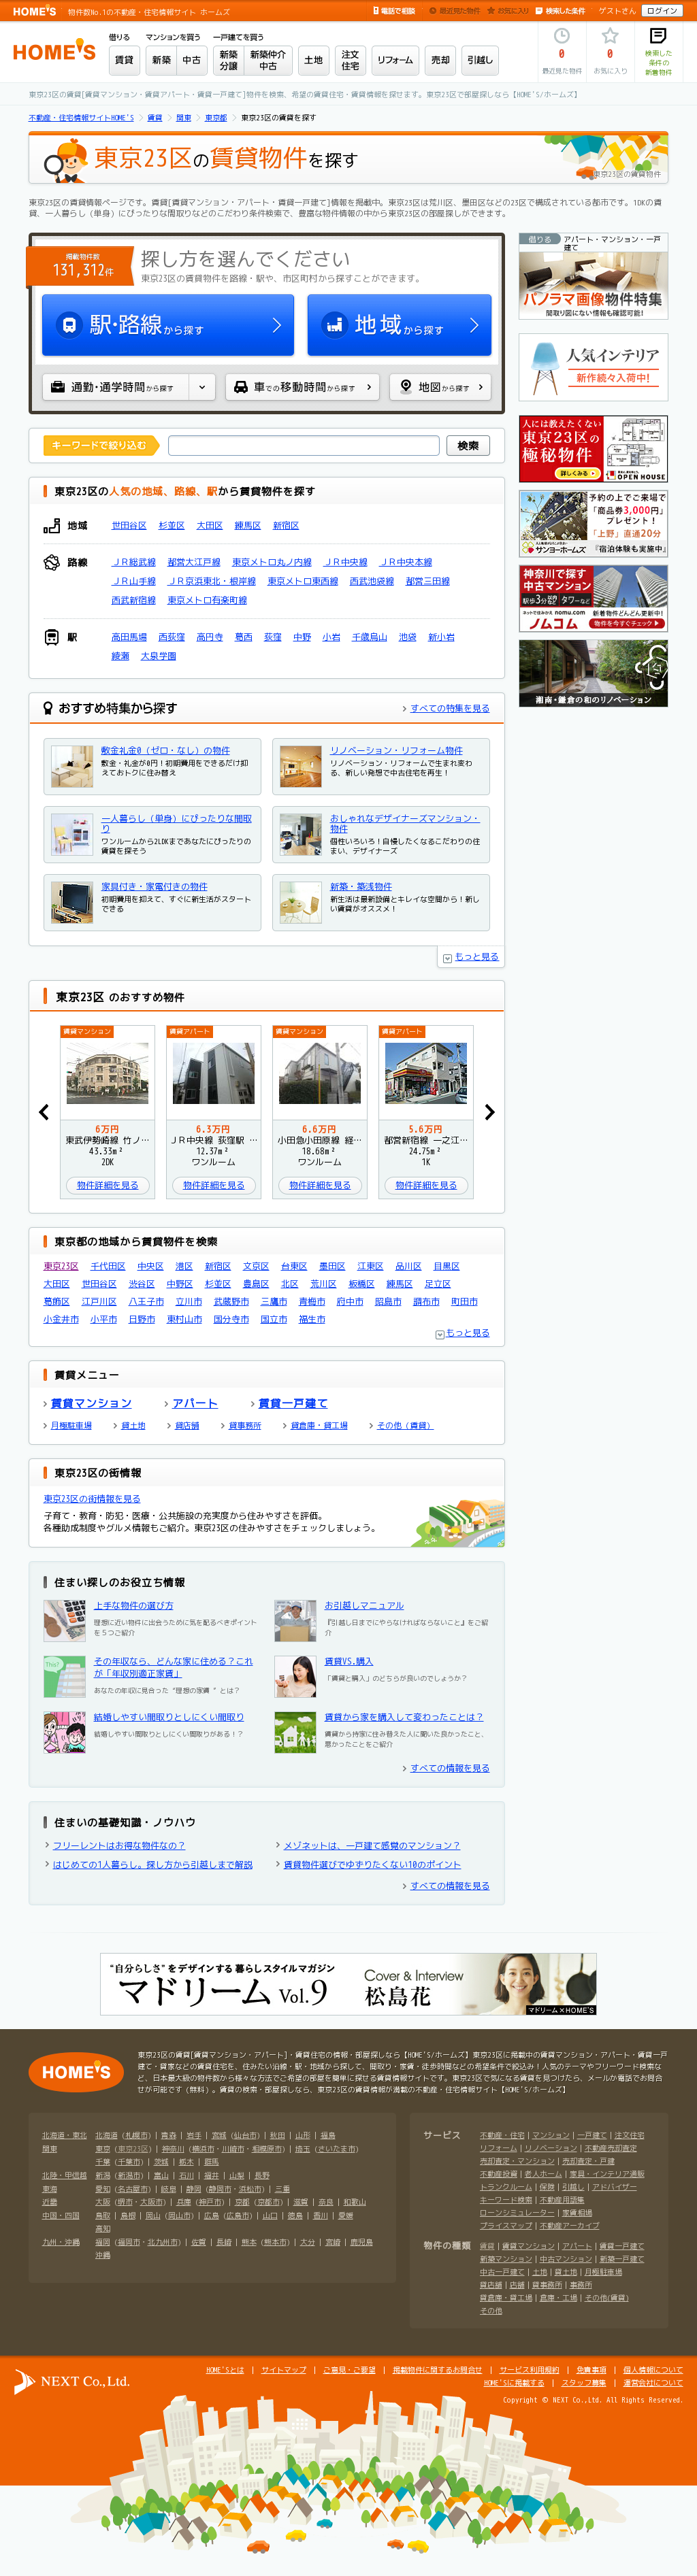 HOME'S 物件数No.1の不動産・住宅情報サイト ホームズ
電話で相談 最近見た物件 お気に入り 検索した条件 ゲストさん ログイン
HOME'S
借りる マンションを買う 一戸建てを買う
賃貸 新築 中古 新築分譲 新築仲介中古 土地 注文住宅 リフォーム 売却 引越し
0 最近見た物件
0 お気に入り
検索した条件の新着物件
東京23区の賃貸[賃貸マンション・賃貸アパート・賃貸一戸建て]物件を検索、希望の賃貸住宅・賃貸情報を探せます。東京23区で部屋探しなら【HOME'S/ホームズ】
不動産・住宅情報サイトHOME'S > 賃貸 > 関東 > 東京都 > 東京23区の賃貸を探す
東京23区の賃貸物件を探す
東京23区の賃貸物件
東京23区の賃貸情報ページです。賃貸[賃貸マンション・アパート・賃貸一戸建て]情報を掲載中。東京23区は荒川区、墨田区などの23区で構成されている都市です。1DKの賃貸、一人暮らし(単身)にぴったりな間取りなどのこだわり条件検索で、豊富な物件情報の中から東京23区の部屋探しができます。
掲載物件数 131,312件
探し方を選んでください
東京23区の賃貸物件を路線・駅や、市区町村から探すことができます。
駅・路線から探す
地域から探す
通勤・通学時間から探す
車での移動時間から探す
地図から探す
キーワードで絞り込む 検索
東京23区の人気の地域、路線、駅から賃貸物件を探す
地域 世田谷区 杉並区 大田区 練馬区 新宿区
路線 JR総武線 都営大江戸線 東京メトロ丸ノ内線 JR中央線 JR中央本線
JR山手線 JR京浜東北・根岸線 東京メトロ東西線 西武池袋線 都営三田線
西武新宿線 東京メトロ有楽町線
駅 高田馬場 西荻窪 高円寺 葛西 荻窪 中野 小岩 千歳烏山 池袋 新小岩
綾瀬 大泉学園
おすすめ特集から探す
すべての特集を見る
敷金礼金0(ゼロ・なし)の物件
敷金・礼金が0円!初期費用をできるだけ抑えておトクに住み替え
リノベーション・リフォーム物件
リノベーション・リフォームで生まれ変わる、新しい発想で中古住宅を再生!
一人暮らし(単身)にぴったりな間取り
ワンルームから2LDKまであなたにぴったりの賃貸を探そう
おしゃれなデザイナーズマンション・物件
個性いろいろ!自慢したくなるこだわりの住まい、デザイナーズ
家具付き・家電付きの物件
初期費用を抑えて、すぐに新生活がスタートできる
新築・築浅物件
新生活は最新設備とキレイな空間から!新しい賃貸がオススメ!
もっと見る
東京23区 のおすすめ物件
賃貸マンション 6万円 東武伊勢崎線 竹ノ… 43.33m² 2DK 物件詳細を見る
賃貸アパート 6.3万円 JR中央線 荻窪駅 … 12.37m² ワンルーム 物件詳細を見る
賃貸マンション 6.6万円 小田急小田原線 経… 18.68m² ワンルーム 物件詳細を見る
賃貸アパート 5.6万円 都営新宿線 一之江… 24.75m² 1K 物件詳細を見る
東京都の地域から賃貸物件を検索
東京23区 千代田区 中央区 港区 新宿区 文京区 台東区 墨田区 江東区 品川区 目黒区
大田区 世田谷区 渋谷区 中野区 杉並区 豊島区 北区 荒川区 板橋区 練馬区 足立区
葛飾区 江戸川区 八王子市 立川市 武蔵野市 三鷹市 青梅市 府中市 昭島市 調布市 町田市
小金井市 小平市 日野市 東村山市 国分寺市 国立市 福生市
もっと見る
賃貸メニュー
賃貸マンション アパート 賃貸一戸建て
月極駐車場 貸土地 貸店舗 貸事務所 貸倉庫・貸工場 その他(賃貸)
東京23区の街情報
東京23区の街情報を見る
子育て・教育・防犯・医療・公共施設の充実度から住みやすさを評価。
各種助成制度やグルメ情報もご紹介。東京23区の住みやすさをチェックしましょう。
住まい探しのお役立ち情報
上手な物件の選び方
理想に近い物件に出会うために気を配るべきポイントを5つご紹介
お引越しマニュアル
『引越し日までにやらなければならないこと』をご紹介
その年収なら、どんな家に住める?これが「年収別適正家賃」
あなたの年収に見合った"理想の家賃"とは?
賃貸VS.購入
「賃貸と購入」のどちらが良いのでしょうか?
結婚しやすい間取りとしにくい間取り
結婚しやすい間取りとしにくい間取りがある!?
賃貸から家を購入して変わったことは?
賃貸から持家に住み替えた人に聞いた良かったこと、悪かったことをご紹介
すべての情報を見る
住まいの基礎知識・ノウハウ
フリーレントはお得な物件なの?
メゾネットは、一戸建て感覚のマンション?
はじめての1人暮らし。探し方から引越しまで解説
賃貸物件選びでゆずりたくない10のポイント
すべての情報を見る
借りる アパート・マンション・一戸建て
パノラマ画像物件特集
間取り図にない情報も確認可能!
人気インテリア 新作続々入荷中!
人には教えたくない 東京23区の極秘物件 詳しくみる OPEN HOUSE
予約の上でご来場で「商品券3,000円」プレゼント!「上野」直通20分
サンヨーホームズ 「宿泊体験も実施中」
神奈川で探す 中古マンション 駅歩3分 タワーなど
ネットで住みかえ nomu.com ノムコム 新着物件どんどん更新中! 物件を今すぐチェック
湘南・鎌倉の和のリノベーション
"自分らしさ"をデザインする暮らしスタイルマガジン
マドリーム Vol.9
Cover & Interview 松島花
マドリーム×HOME'S
HOME'S
東京23区の賃貸[賃貸マンション・アパート]・賃貸住宅の情報・部屋探しなら【HOME'S/ホームズ】東京23区に掲載中の賃貸マンション・アパート・賃貸一戸建て・貸家などの賃貸住宅を、住みたい沿線・駅・地域から探して、間取り・家賃・徒歩時間などの希望条件で絞込み!人気のテーマやフリーワード検索など、日本最大級の物件数から様々な方法でご希望の部屋を簡単に探せる賃貸情報サイトです。東京23区で気になる賃貸を見つけたら、メールか電話でお問合せが可能です(無料)。賃貸の検索・部屋探しなら、東京23区の賃貸情報が満載の不動産・住宅情報サイト【HOME'S/ホームズ】
北海道・東北 北海道 (札幌市) | 青森 | 岩手 | 宮城 (仙台市) | 秋田 | 山形 | 福島
関東 東京 (東京23区) | 神奈川 (横浜市・川崎市・相模原市) | 埼玉 (さいたま市)
千葉 (千葉市) | 茨城 | 栃木 | 群馬
北陸・甲信越 新潟 (新潟市) | 富山 | 石川 | 福井 | 山梨 | 長野
東海 愛知 (名古屋市) | 岐阜 | 静岡 (静岡市・浜松市) | 三重
近畿 大阪 (堺市・大阪市) | 兵庫 (神戸市) | 京都 (京都市) | 滋賀 | 奈良 | 和歌山
中国・四国 鳥取 | 島根 | 岡山 (岡山市) | 広島 (広島市) | 山口 | 徳島 | 香川 | 愛媛
高知
九州・沖縄 福岡 (福岡市・北九州市) | 佐賀 | 長崎 | 熊本 (熊本市) | 大分 | 宮崎 | 鹿児島
沖縄
サービス 不動産・住宅 | マンション | 一戸建て | 注文住宅
リフォーム | リノベーション | 不動産売却査定
売却査定・マンション | 売却査定・戸建
不動産投資 | 老人ホーム | 家具・インテリア通販
トランクルーム | 保険 | 引越し | アドバイザー
キーワード検索 | 不動産用語集
ローンシミュレーター | 家賃相場
プライスマップ | 不動産アーカイブ
物件の種類 賃貸 | 賃貸マンション | アパート | 賃貸一戸建て
新築マンション | 中古マンション | 新築一戸建て
中古一戸建て | 土地 | 貸土地 | 月極駐車場
貸店舗 | 店舗 | 貸事務所 | 事務所
貸倉庫・貸工場 | 倉庫・工場 | その他(賃貸)
その他
NEXT Co.,Ltd.
HOME'Sとは | サイトマップ | ご意見・ご要望 | 掲載物件に関するお問合せ | サービス利用規約 | 免責事項 | 個人情報について
HOME'Sに掲載する | スタッフ募集 | 運営会社について
Copyright © NEXT Co.,Ltd. All Rights Reserved.